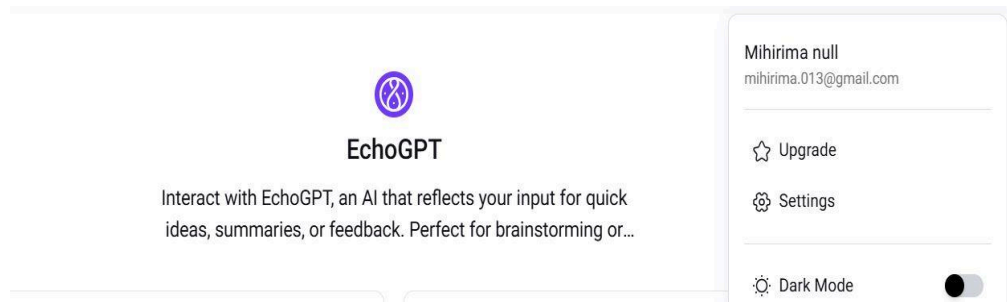 EchoGPT
Interact with EchoGPT, an AI that reflects your input for quick
ideas, summaries, or feedback. Perfect for brainstorming or...
Mihirima null
mihirima.013@gmail.com
Upgrade
Settings
Dark Mode